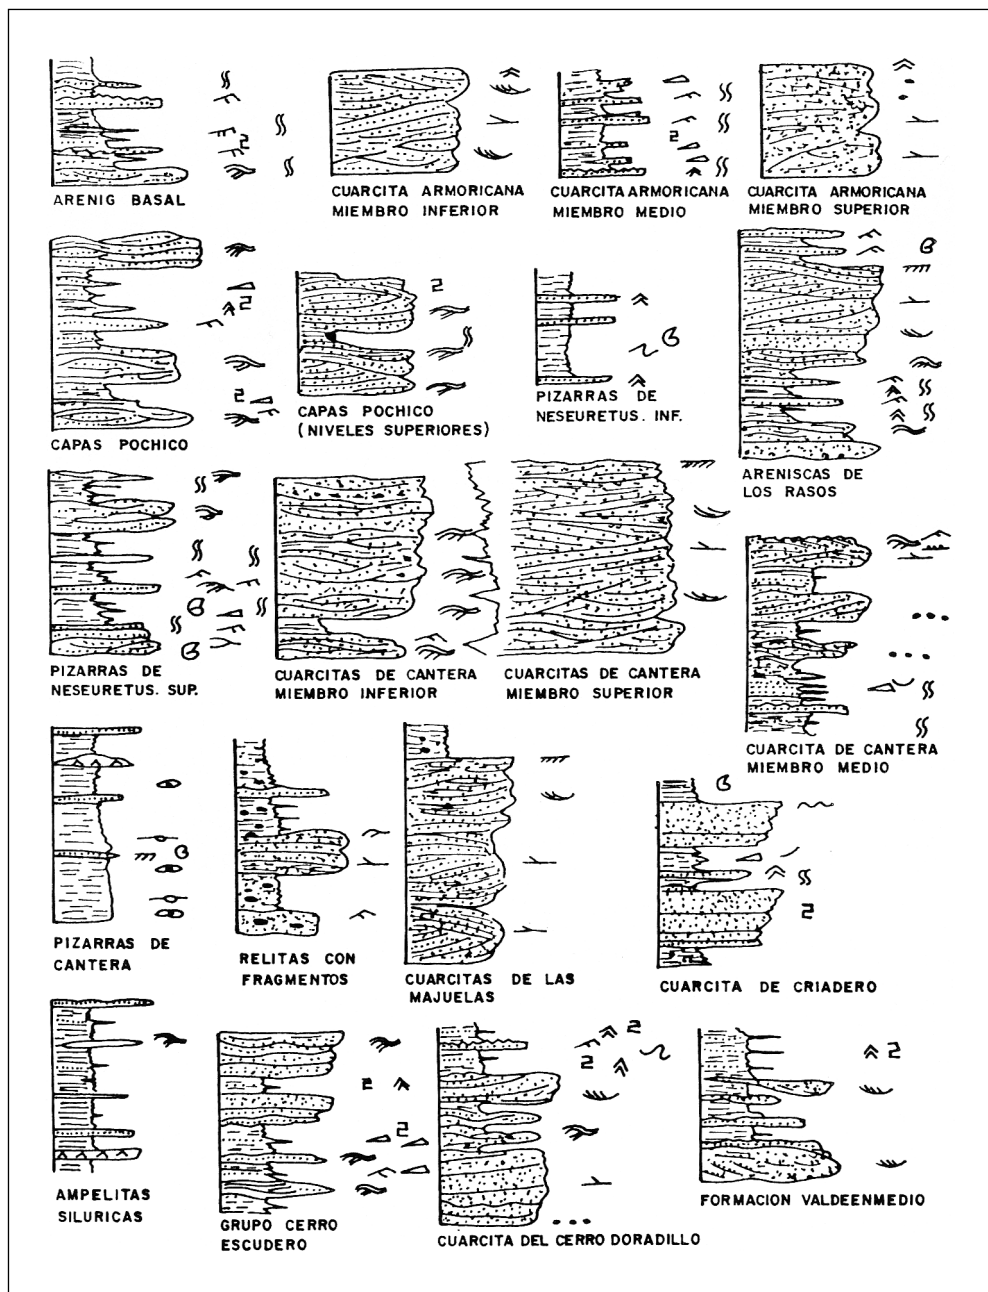 ARENIG BASAL
CUARCITA ARMORICANA
MIEMBRO INFERIOR
CUARCITA ARMORICANA
MIEMBRO MEDIO
CUARCITA ARMORICANA
MIEMBRO SUPERIOR
CAPAS POCHICO
CAPAS POCHICO
(NIVELES SUPERIORES)
PIZARRAS DE
NESEURETUS. INF.
ARENISCAS DE
LOS RASOS
PIZARRAS DE
NESEURETUS. SUP.
CUARCITAS DE CANTERA
MIEMBRO INFERIOR
CUARCITAS DE CANTERA
MIEMBRO SUPERIOR
CUARCITA DE CANTERA
MIEMBRO MEDIO
PIZARRAS DE
CANTERA
RELITAS CON
FRAGMENTOS
CUARCITAS DE LAS
MAJUELAS
CUARCITA DE CRIADERO
AMPELITAS
SILURICAS
GRUPO CERRO
ESCUDERO
CUARCITA DEL CERRO DORADILLO
FORMACION VALDEENMEDIO